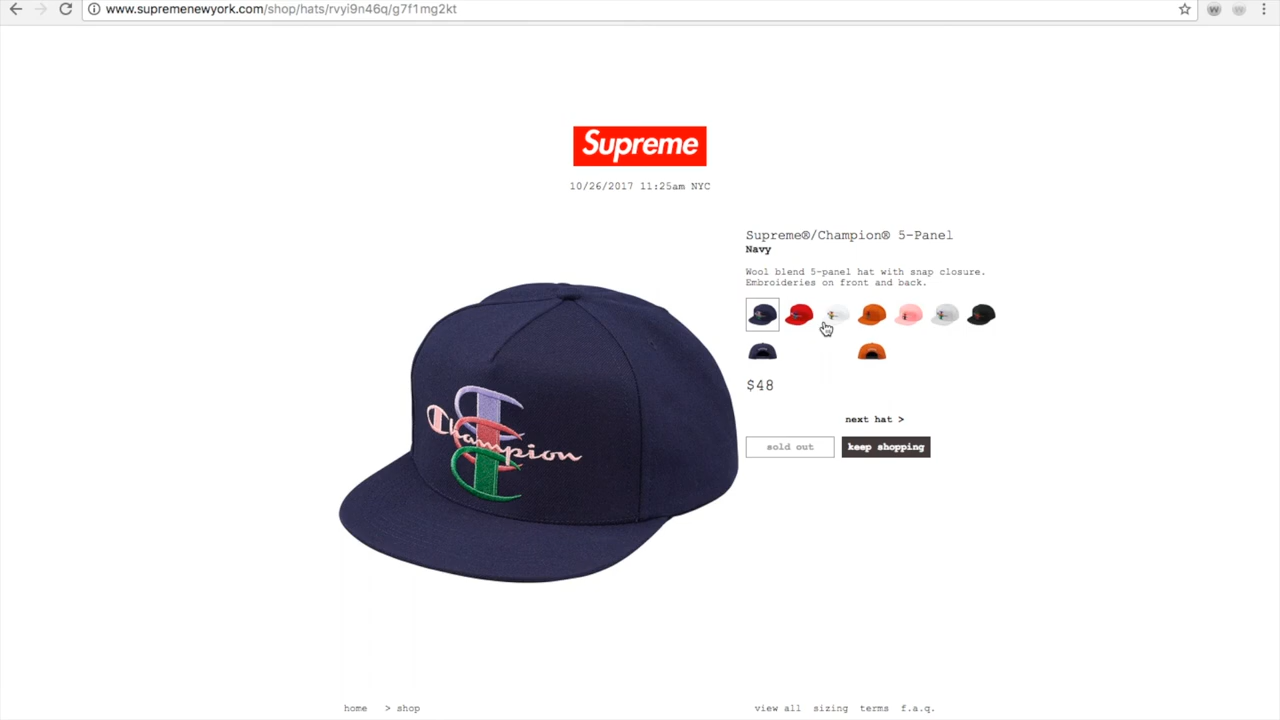 www.supremenewyork.com/shop/hats/rvyi9n46q/g7f1mg2kt
Supreme
10/26/2017 11:25am NYC
Supreme®/Champion® 5-Panel
Navy
Wool blend 5-panel hat with snap closure.
Embroideries on front and back.
Champion
$48
next hat >
sold out keep shopping
home > shop view all sizing terms f.a.q.